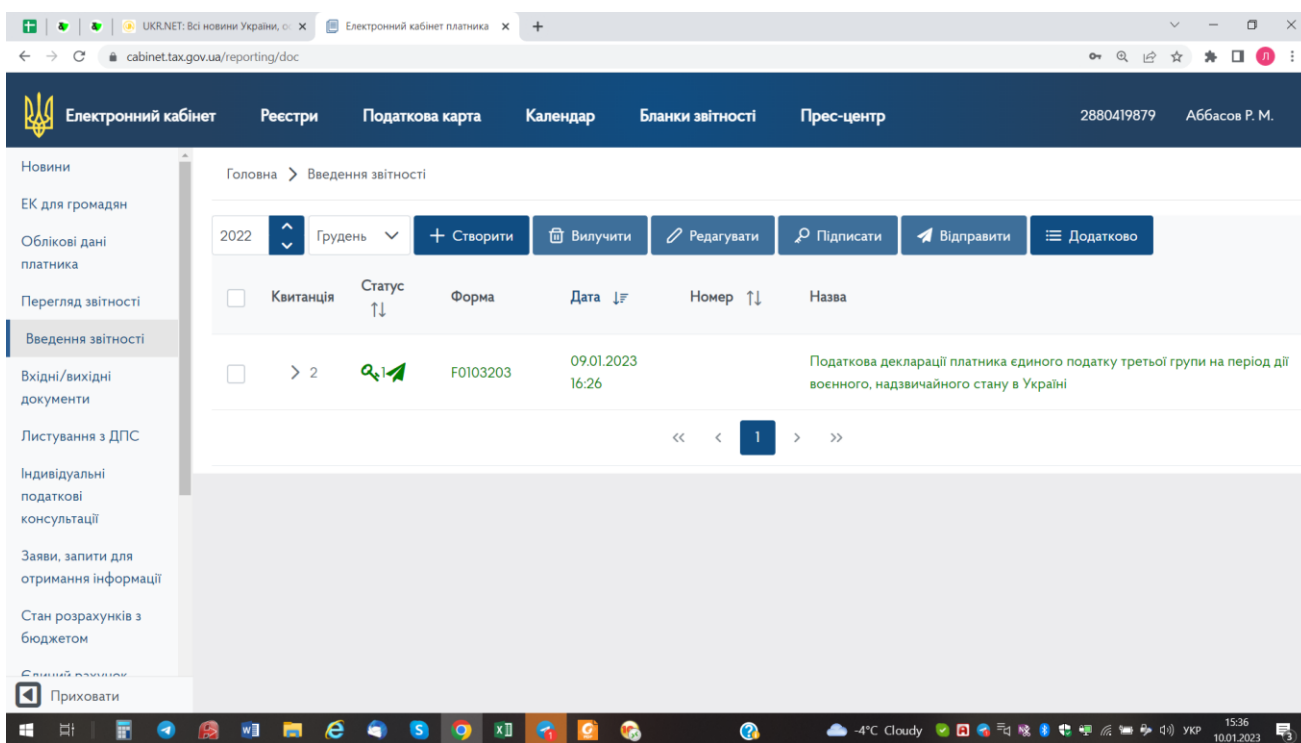 UKR.NET: Всі новини України, ос
Електронний кабінет платника
cabinet.tax.gov.ua/reporting/doc
Л
Електронний кабінет Реєстри Податкова карта Календар Бланки звітності Прес-центр 2880419879 Аббасов Р. М.
Новини
ЕК для громадян
Облікові дані
платника
Перегляд звітності
Введення звітності
Вхідні/вихідні
документи
Листування з ДПС
Індивідуальні
податкові
консультації
Заяви, запити для
отримання інформації
Стан розрахунків з
бюджетом
Єдиний рахунок
Приховати
Головна > Введення звітності
2022 Грудень + Створити Вилучити Редагувати Підписати Відправити Додатково
Квитанція Статус Форма Дата Номер Назва
> 2 1 F0103203 09.01.2023
16:26
Податкова декларації платника єдиного податку третьої групи на період дії
воєнного, надзвичайного стану в Україні
<< < 1 > >>
-4°C Cloudy УКР 15:36
10.01.2023
3